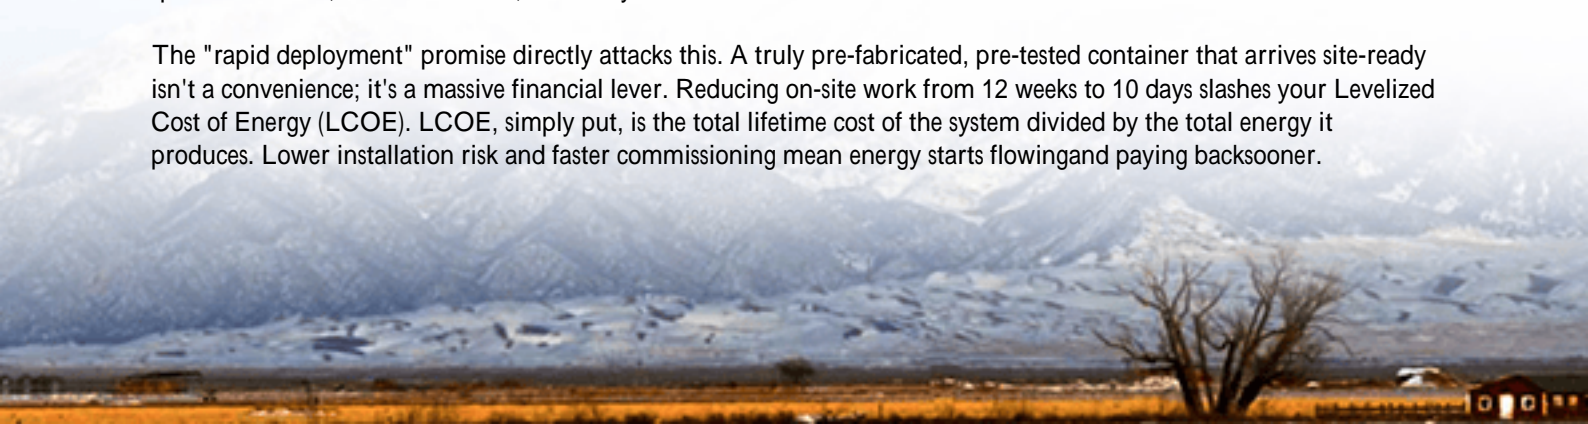 The "rapid deployment" promise directly attacks this. A truly pre-fabricated, pre-tested container that arrives site-ready
isn't a convenience; it's a massive financial lever. Reducing on-site work from 12 weeks to 10 days slashes your Levelized
Cost of Energy (LCOE). LCOE, simply put, is the total lifetime cost of the system divided by the total energy it
produces. Lower installation risk and faster commissioning mean energy starts flowingand paying backsooner.